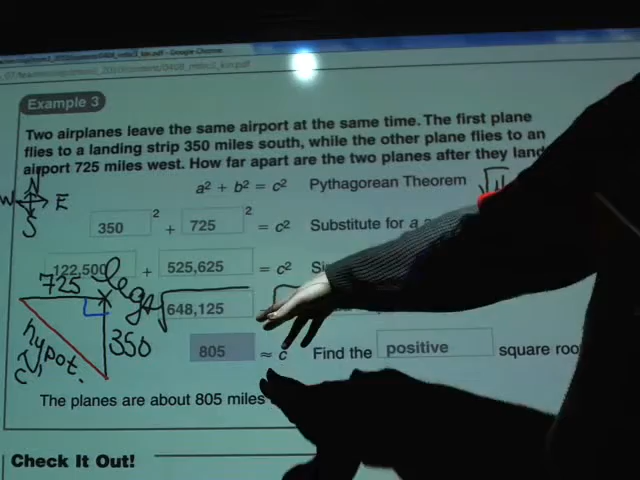 Google Chrome
Example 3
Two airplanes leave the same airport at the same time. The first plane
flies to a landing strip 350 miles south, while the other plane flies to an
airport 725 miles west. How far apart are the two planes after they land
N
W E
S
a² + b² = c² Pythagorean Theorem
350 ² + 725 ² = c² Substitute for a
122,500 + 525,625 = c² Si
725 legs
648,125
350
hypot.
c
805 ≈ c Find the positive square roo
The planes are about 805 miles
Check It Out!